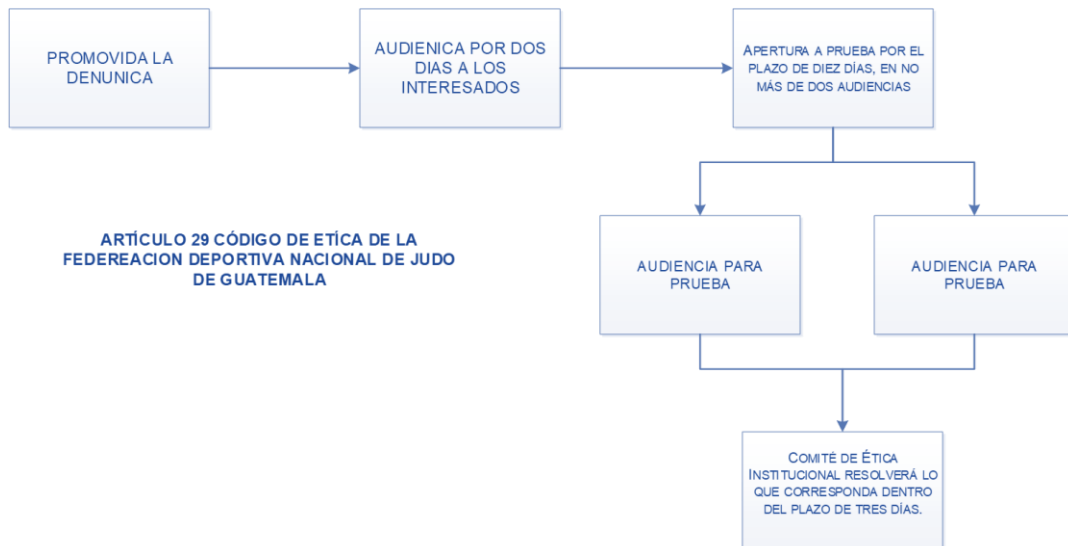 PROMOVIDA LA
DENUNICA
AUDIENICA POR DOS
DIAS A LOS
INTERESADOS
APERTURA A PRUEBA POR EL
PLAZO DE DIEZ DÍAS, EN NO
MÁS DE DOS AUDIENCIAS
ARTÍCULO 29 CÓDIGO DE ETÍCA DE LA
FEDEREACION DEPORTIVA NACIONAL DE JUDO
DE GUATEMALA
AUDIENCIA PARA
PRUEBA
AUDIENCIA PARA
PRUEBA
COMITÉ DE ÉTICA
INSTITUCIONAL RESOLVERÁ LO
QUE CORRESPONDA DENTRO
DEL PLAZO DE TRES DÍAS.